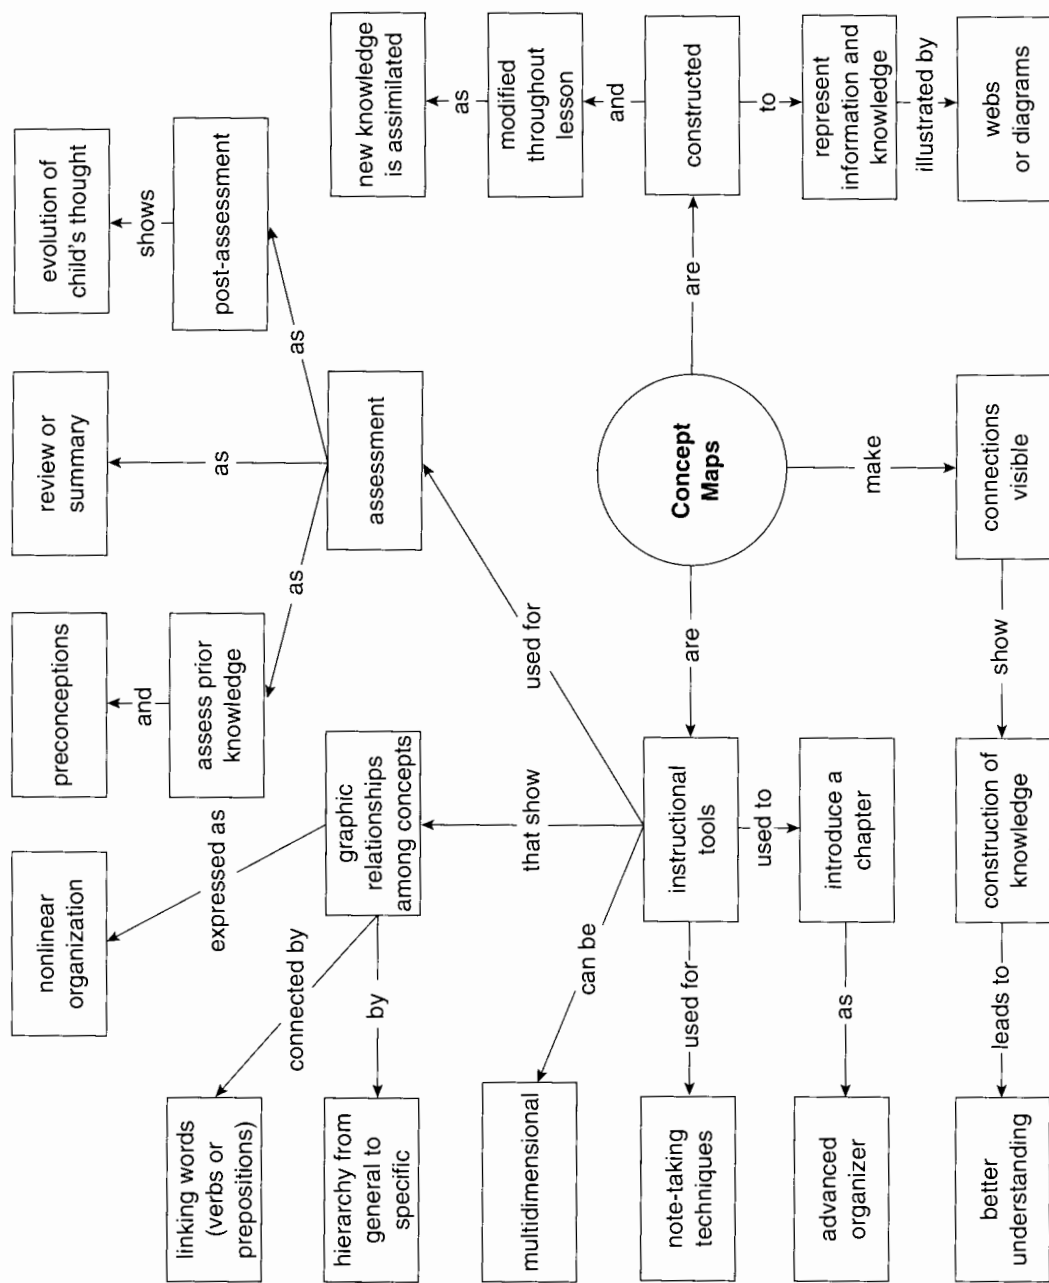 nonlinear
organization
preconceptions
review or
summary
evolution of
child's thought
and
shows
linking words
(verbs or
prepositions)
assess prior
knowledge
post-assessment
expressed as
as
as
as
connected by
hierarchy from
general to
specific
by
graphic
relationships
among concepts
assessment
new knowledge
is assimilated
as
that show
used for
multidimensional
modified
throughout
lesson
can be
and
note-taking
techniques
used for
instructional
tools
are
Concept
Maps
are
constructed
used to
to
advanced
organizer
as
introduce a
chapter
make
represent
information and
knowledge
illustrated by
better
understanding
leads to
construction of
knowledge
show
connections
visible
webs
or diagrams